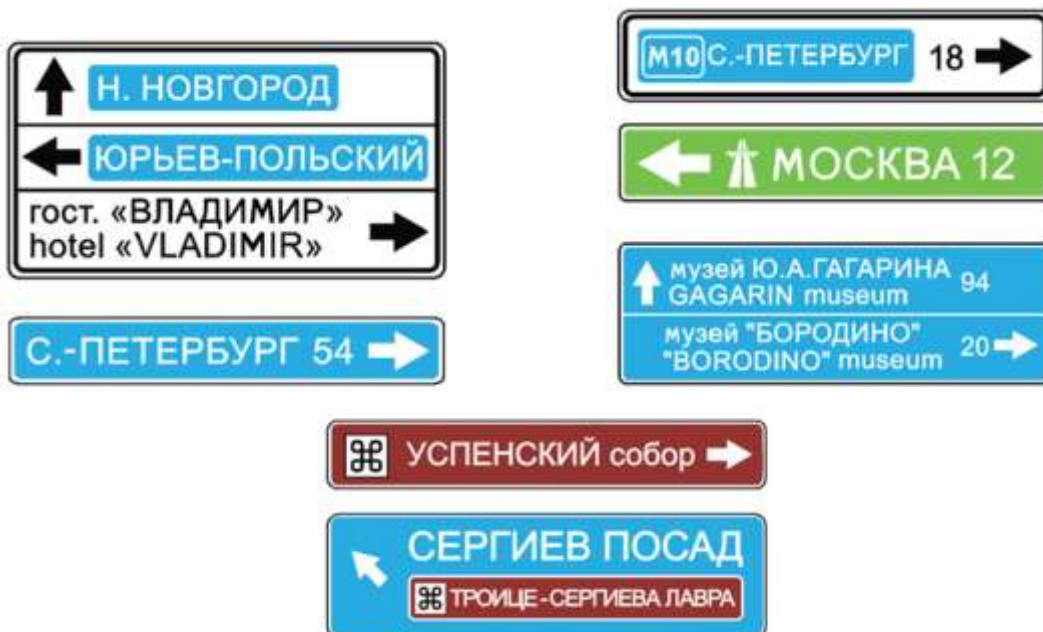 Н. НОВГОРОД
ЮРЬЕВ-ПОЛЬСКИЙ
гост. «ВЛАДИМИР»
hotel «VLADIMIR»
С.-ПЕТЕРБУРГ 54
М10 С.-ПЕТЕРБУРГ 18
МОСКВА 12
музей Ю.А.ГАГАРИНА
GAGARIN museum 94
музей "БОРОДИНО"
"BORODINO" museum 20
УСПЕНСКИЙ собор
СЕРГИЕВ ПОСАД
ТРОИЦЕ-СЕРГИЕВА ЛАВРА